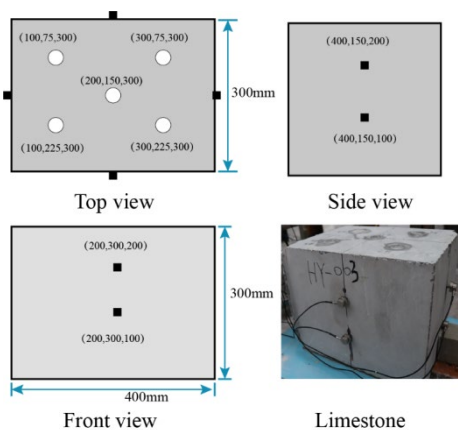 (100,75,300) (300,75,300)
(200,150,300)
(100,225,300) (300,225,300)
300mm
Top view
(400,150,200)
(400,150,100)
Side view
(200,300,200)
(200,300,100)
300mm
400mm
Front view
HY-003
Limestone